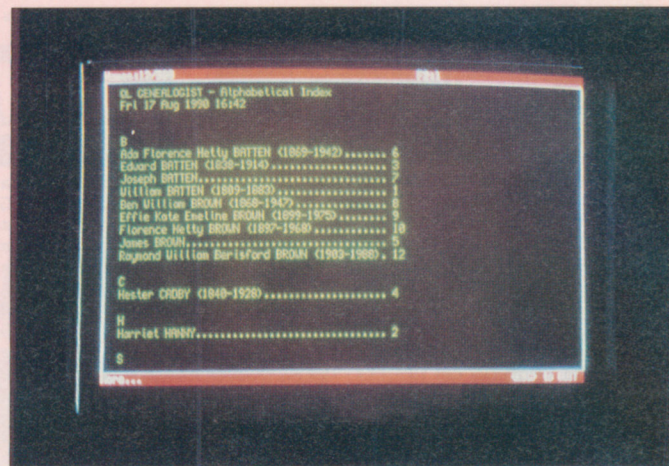 QL GENEALOGIST - Alphabetical Index
Fri 17 Aug 1990 16:42
B
Ada Florence Hetty BATTEN (1869-1942)....... 6
Edward BATTEN (1838-1914)................... 3
Joseph BATTEN............................... 7
William BATTEN (1809-1883).................. 1
Ben William BROWN (1868-1947)............... 8
Effie Kate Emeline BROWN (1899-1975)........ 9
Florence Hetty BROWN (1897-1968)............ 10
James BROWN................................. 5
Raymond William Berisford BROWN (1903-1988). 12
C
Hester CADBY (1840-1928).................... 4
H
Harriet HANNY............................... 2
S
More...